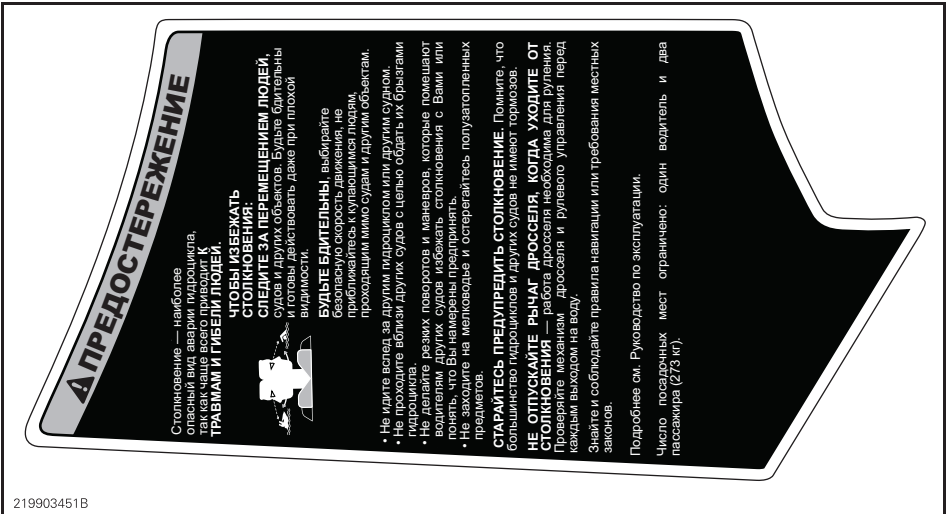 ⚠ПРЕДОСТЕРЕЖЕНИЕ
Столкновение — наиболее
опасный вид аварии гидроцикла,
так как чаще всего приводит К
ТРАВМАМ И ГИБЕЛИ ЛЮДЕЙ.
ЧТОБЫ ИЗБЕЖАТЬ
СТОЛКНОВЕНИЯ:
СЛЕДИТЕ ЗА ПЕРЕМЕЩЕНИЕМ ЛЮДЕЙ,
судов и других объектов. Будьте бдительны
и готовы действовать даже при плохой
видимости.
БУДЬТЕ БДИТЕЛЬНЫ, выбирайте
безопасную скорость движения, не
приближайтесь к купающимся людям,
проходящим мимо судам и другим объектам.
• Не идите вслед за другим гидроциклом или другим судном.
• Не проходите вблизи других судов с целью обдать их брызгами
гидроцикла.
• Не делайте резких поворотов и маневров, которые помешают
водителям других судов избежать столкновения с Вами или
понять, что Вы намерены предпринять.
• Не заходите на мелководье и остерегайтесь полузатопленных
предметов.
СТАРАЙТЕСЬ ПРЕДУПРЕДИТЬ СТОЛКНОВЕНИЕ. Помните, что
большинство гидроциклов и других судов не имеют тормозов.
НЕ ОТПУСКАЙТЕ РЫЧАГ ДРОССЕЛЯ, КОГДА УХОДИТЕ ОТ
СТОЛКНОВЕНИЯ — работа дросселя необходима для руления.
Проверяйте механизм дросселя и рулевого управления перед
каждым выходом на воду.
Знайте и соблюдайте правила навигации или требования местных
законов.
Подробнее см. Руководство по эксплуатации.
Число посадочных мест ограничено: один водитель и два
пассажира (273 кг).
219903451B